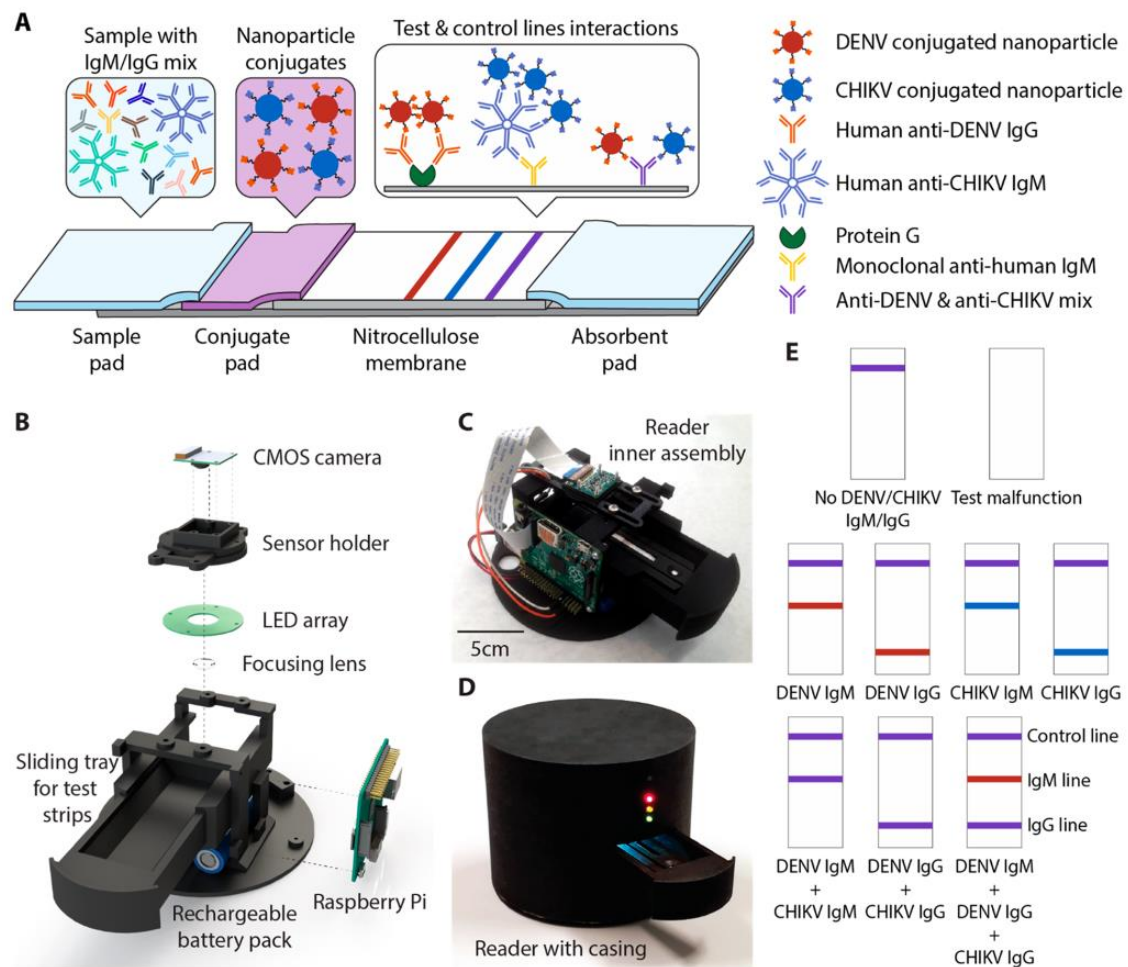 A
Sample with
IgM/IgG mix
Nanoparticle
conjugates
Test & control lines interactions
DENV conjugated nanoparticle
CHIKV conjugated nanoparticle
Human anti-DENV IgG
Human anti-CHIKV IgM
Protein G
Monoclonal anti-human IgM
Anti-DENV & anti-CHIKV mix
Sample
pad
Conjugate
pad
Nitrocellulose
membrane
Absorbent
pad
B
CMOS camera
Sensor holder
LED array
Focusing lens
Sliding tray
for test
strips
Rechargeable
battery pack
Raspberry Pi
C
Reader
inner assembly
5cm
D
Reader with casing
E
No DENV/CHIKV
IgM/IgG
Test malfunction
DENV IgM
DENV IgG
CHIKV IgM
CHIKV IgG
Control line
IgM line
IgG line
DENV IgM
+
CHIKV IgM
DENV IgG
+
CHIKV IgG
DENV IgM
+
DENV IgG
+
CHIKV IgG